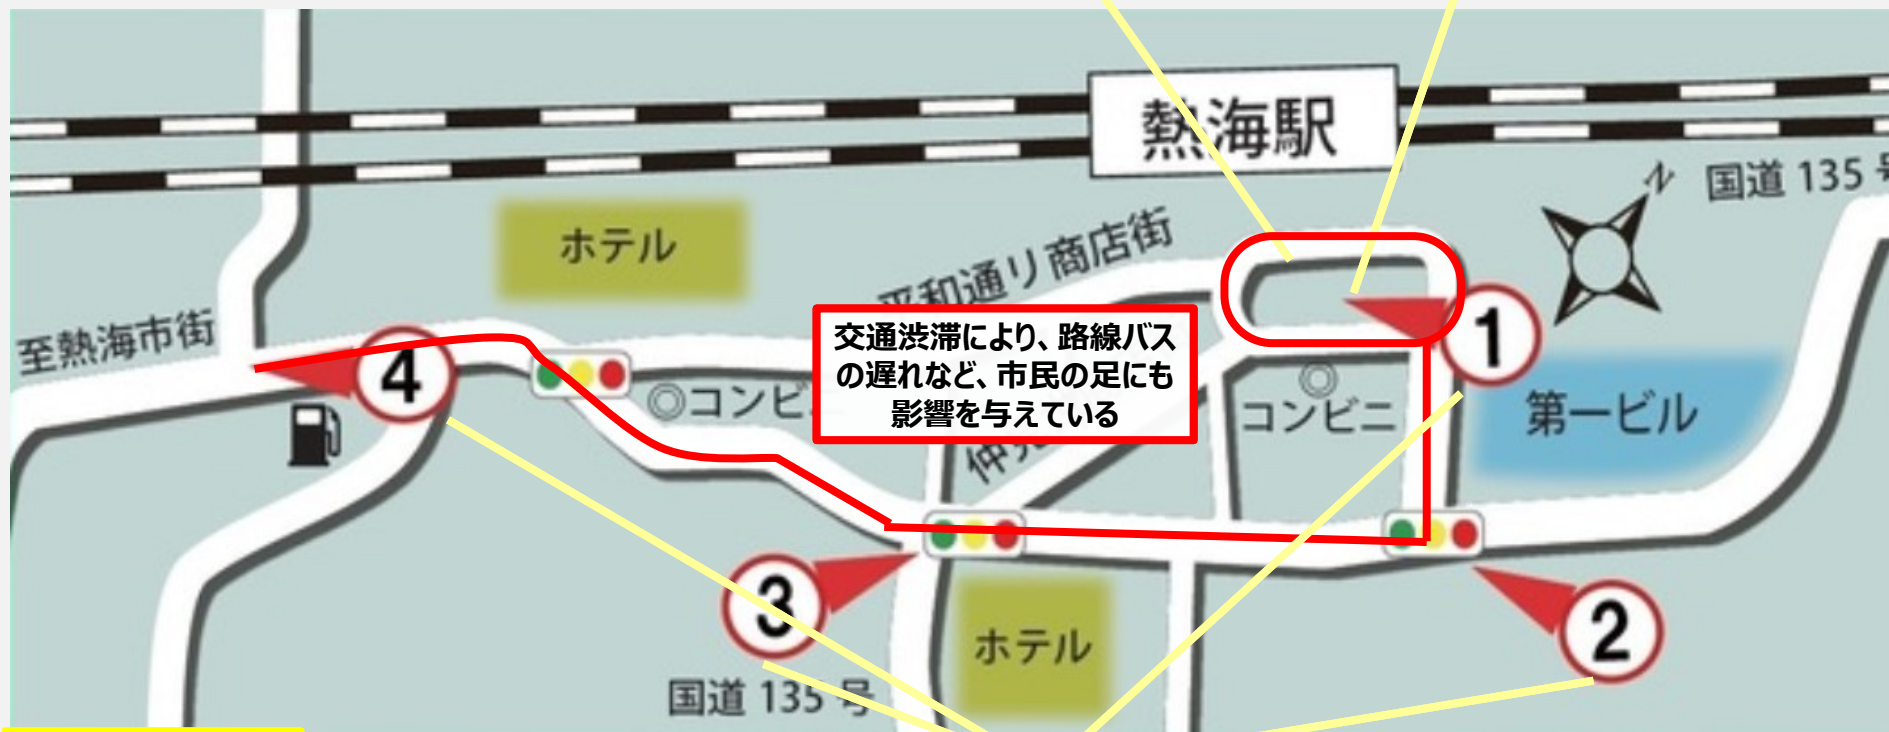 熱海駅
N
国道 135
ホテル
平和通り商店街
至熱海市街
交通渋滞により、路線バス
の遅れなど、市民の足にも
影響を与えている
1
4
◎コンビ
◎
コンビニ
第一ビル
仲見
3
2
ホテル
国道 135 号